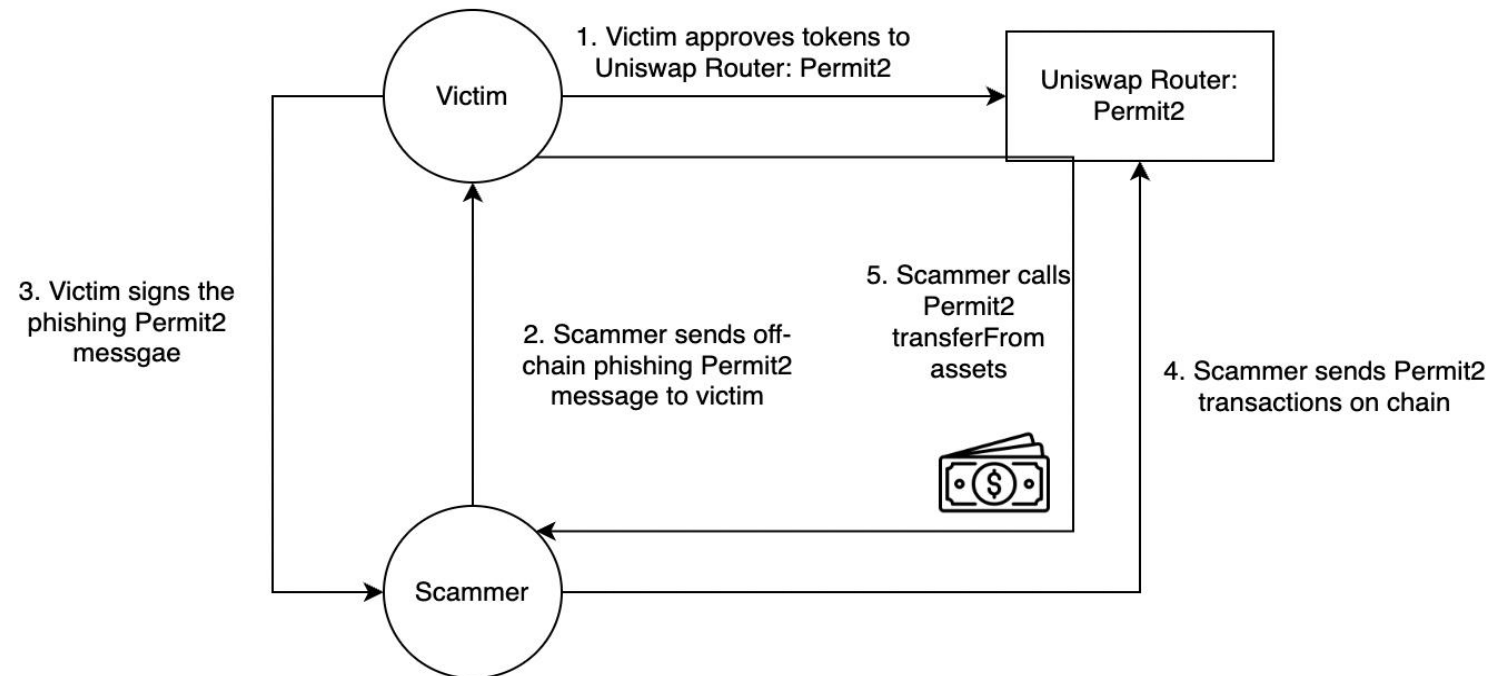 Victim
1. Victim approves tokens to
Uniswap Router: Permit2
Uniswap Router:
Permit2
3. Victim signs the
phishing Permit2
messgae
2. Scammer sends off-
chain phishing Permit2
message to victim
5. Scammer calls
Permit2
transferFrom
assets
4. Scammer sends Permit2
transactions on chain
$
Scammer